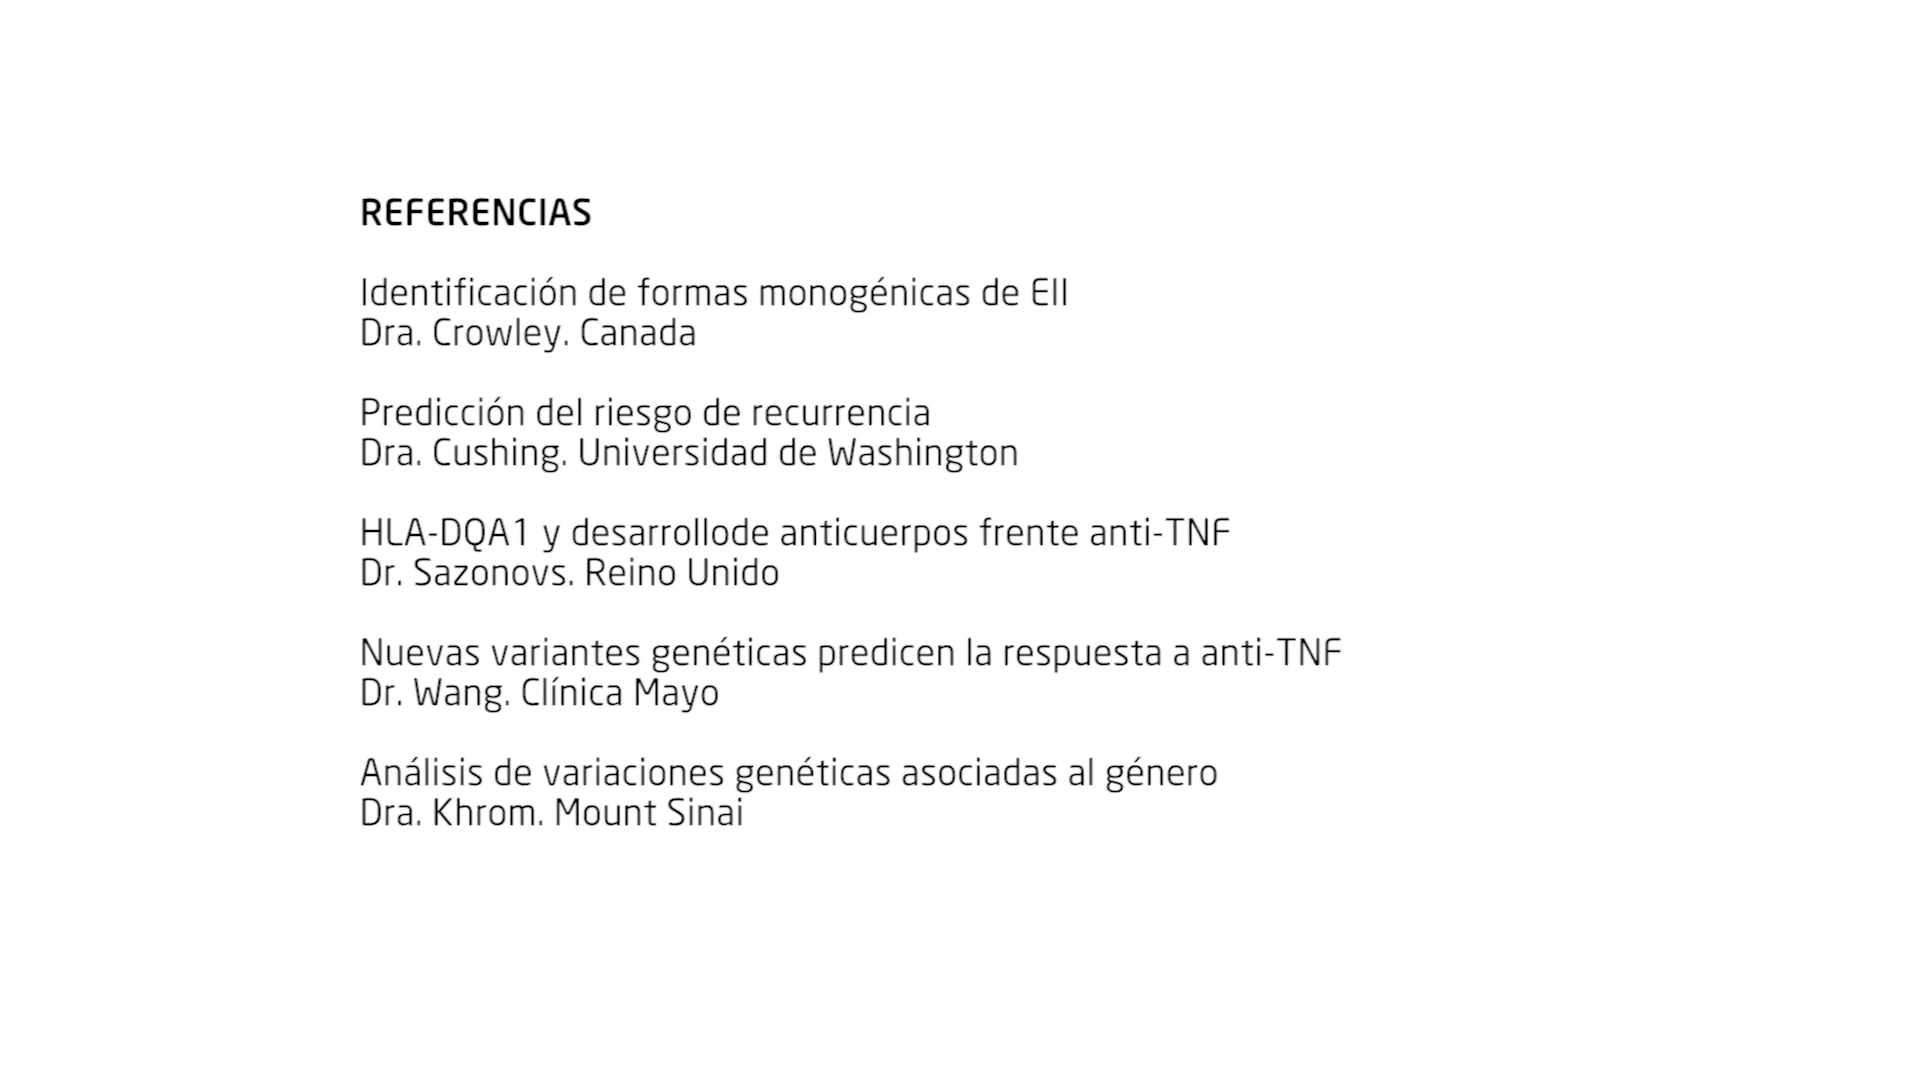 REFERENCIAS
Identificación de formas monogénicas de EII
Dra. Crowley. Canada
Predicción del riesgo de recurrencia
Dra. Cushing. Universidad de Washington
HLA-DQA1 y desarrollode anticuerpos frente anti-TNF
Dr. Sazonovs. Reino Unido
Nuevas variantes genéticas predicen la respuesta a anti-TNF
Dr. Wang. Clínica Mayo
Análisis de variaciones genéticas asociadas al género
Dra. Khrom. Mount Sinai